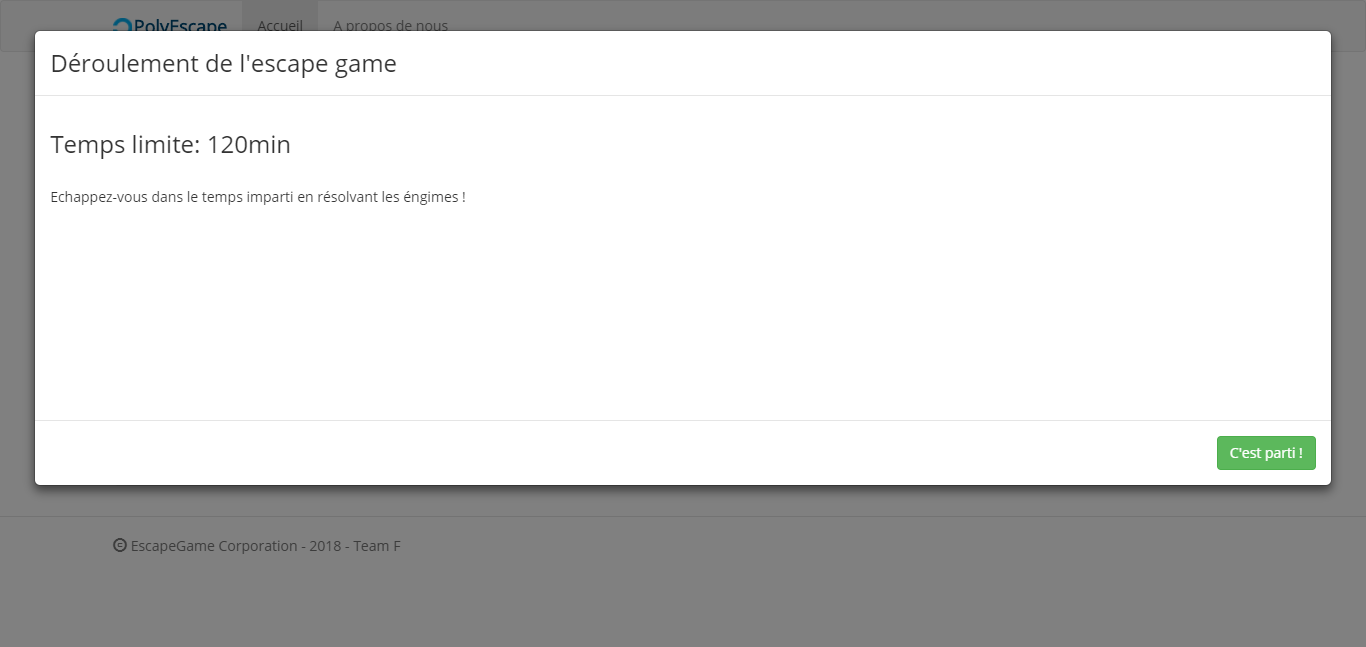 PolyEscape Accueil A propos de nous
Déroulement de l'escape game
Temps limite: 120min
Echappez-vous dans le temps imparti en résolvant les éngimes !
C'est parti !
© EscapeGame Corporation - 2018 - Team F